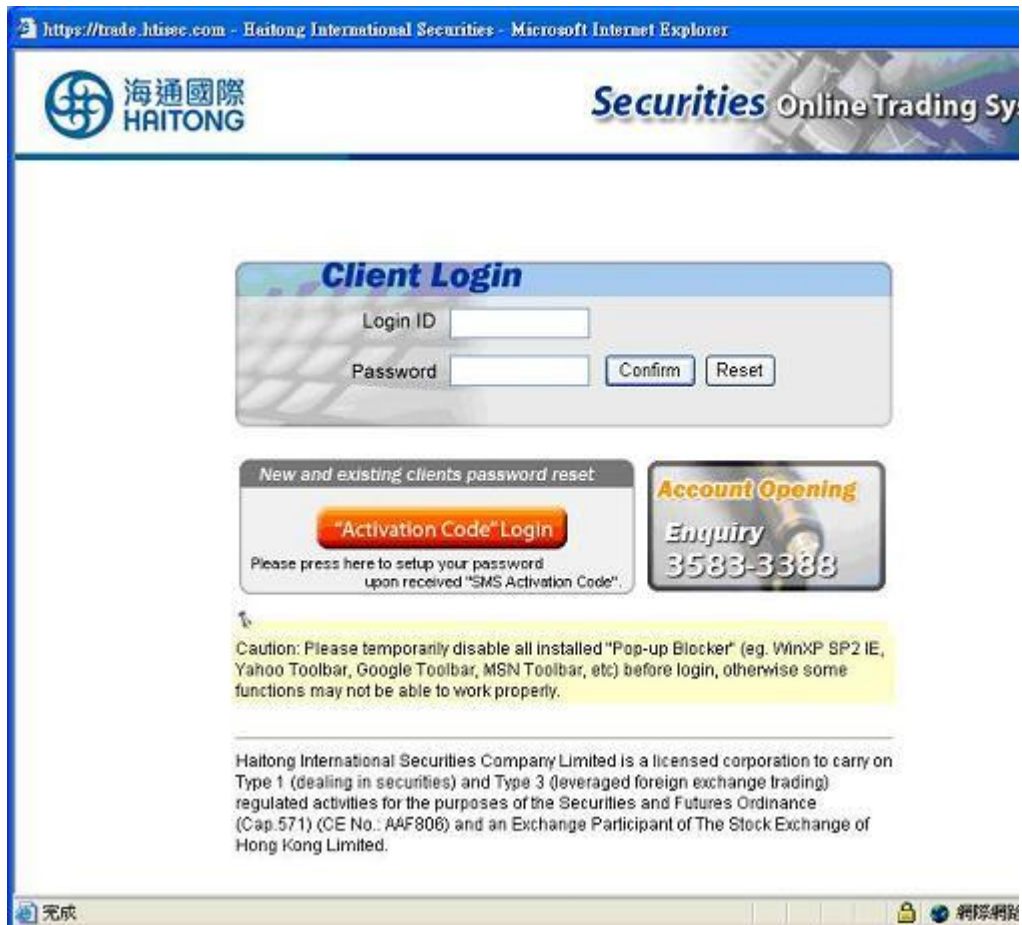 https://trade.htisec.com - Haitong International Securities - Microsoft Internet Explorer
海通國際
HAITONG
Securities Online Trading Sys
Client Login
Login ID
Password
Confirm
Reset
New and existing clients password reset
"Activation Code"Login
Please press here to setup your password
upon received "SMS Activation Code".
Account Opening
Enquiry
3583-3388
Caution: Please temporarily disable all installed "Pop-up Blocker" (eg. WinXP SP2 IE,
Yahoo Toolbar, Google Toolbar, MSN Toolbar, etc) before login, otherwise some
functions may not be able to work properly.
Haitong International Securities Company Limited is a licensed corporation to carry on
Type 1 (dealing in securities) and Type 3 (leveraged foreign exchange trading)
regulated activities for the purposes of the Securities and Futures Ordinance
(Cap.571) (CE No.: AAF806) and an Exchange Participant of The Stock Exchange of
Hong Kong Limited.
完成
網際網路